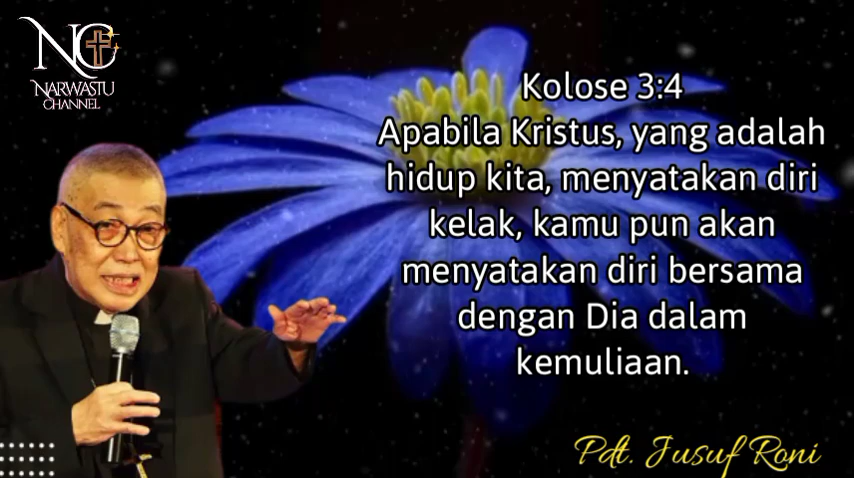 NC
NARWASTU
CHANNEL
Kolose 3:4
Apabila Kristus, yang adalah
hidup kita, menyatakan diri
kelak, kamu pun akan
menyatakan diri bersama
dengan Dia dalam
kemuliaan.
Pdt. Jusuf Roni